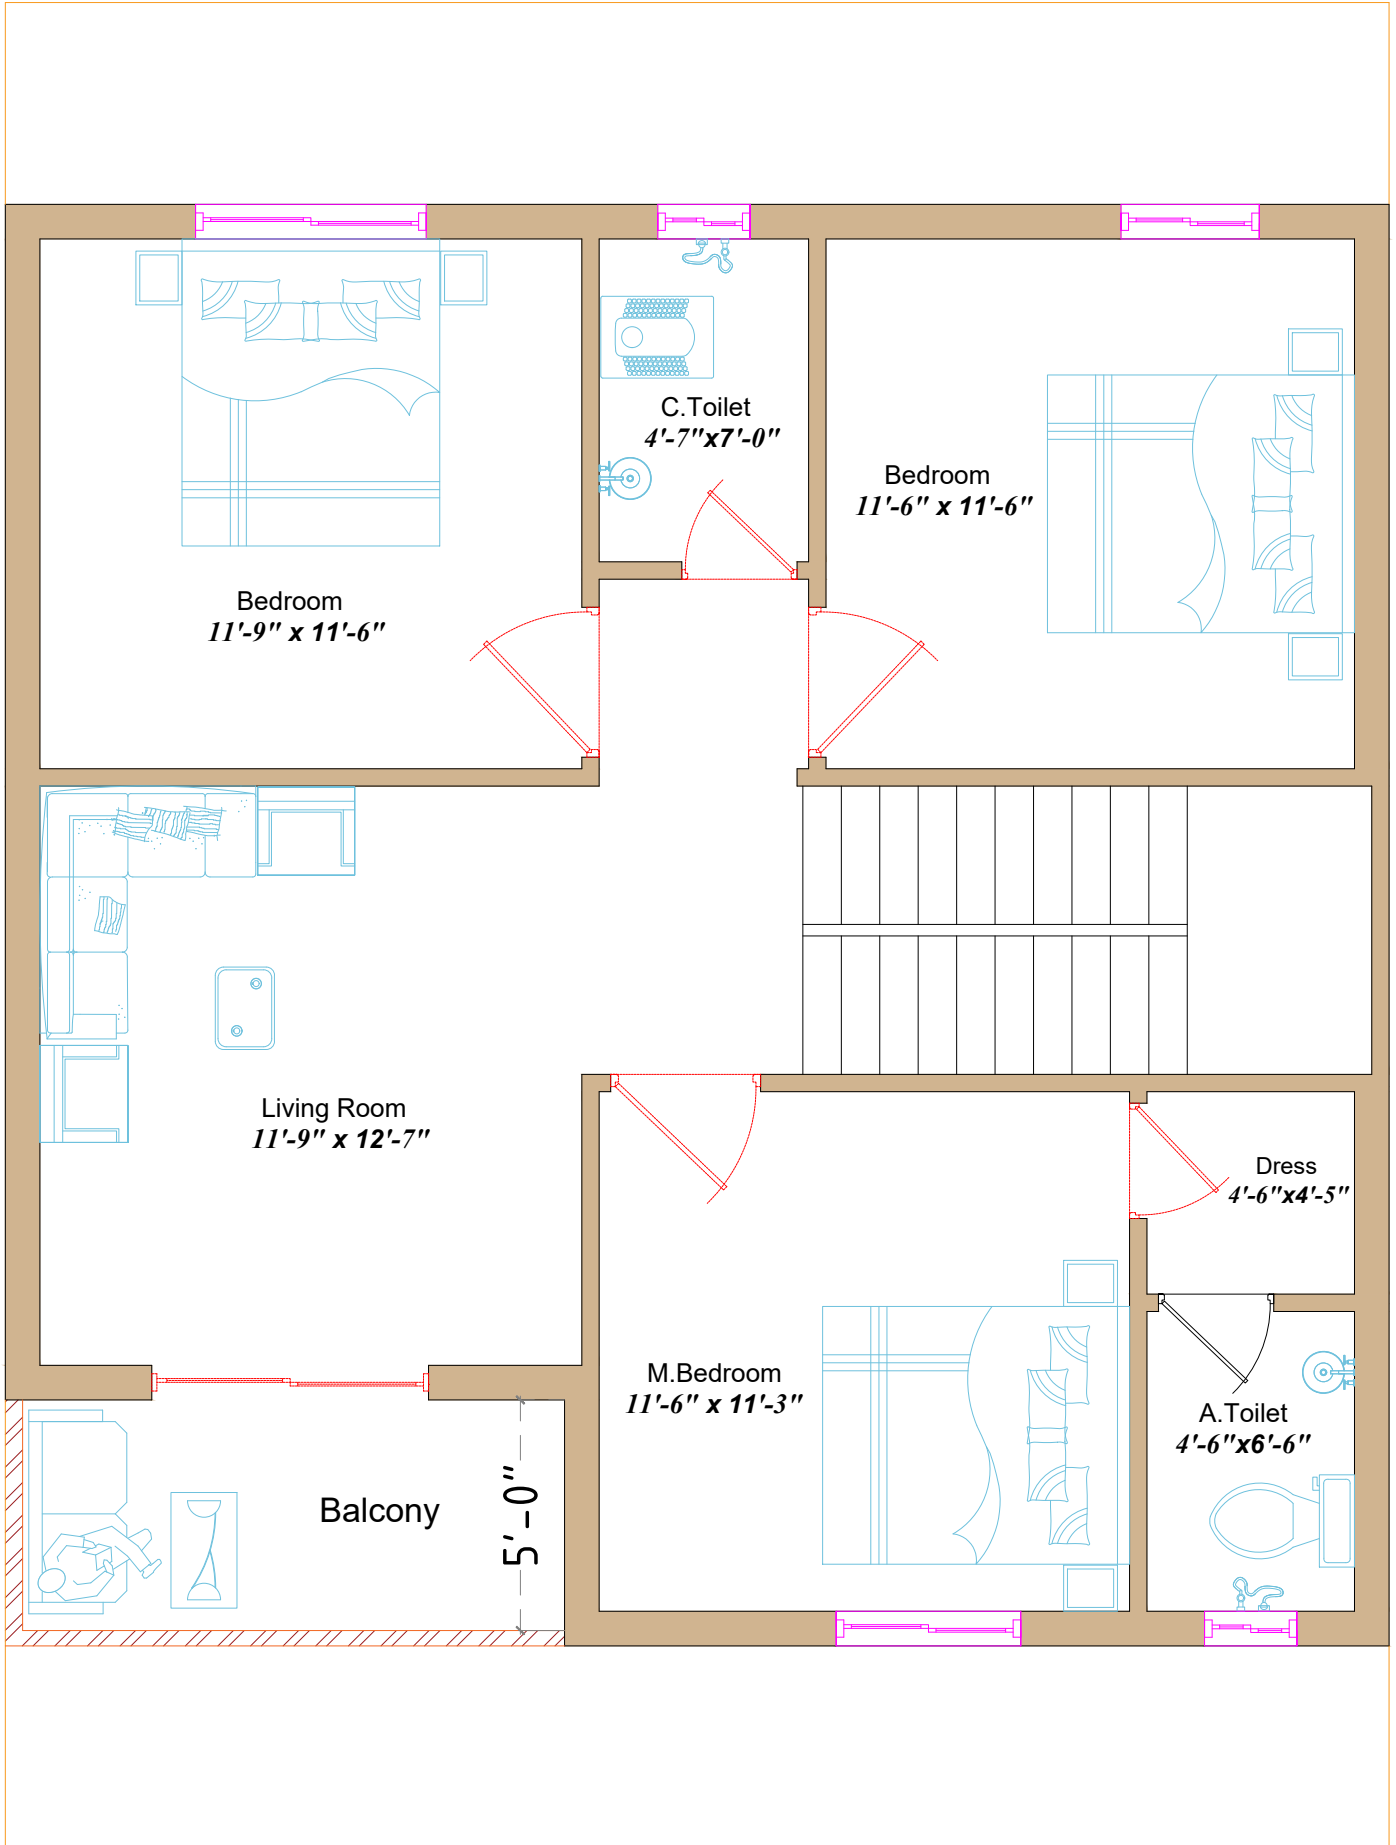 C.Toilet
4'-7"x7'-0"
Bedroom
11'-6" x 11'-6"
Bedroom
11'-9" x 11'-6"
Living Room
11'-9" x 12'-7"
Dress
4'-6"x4'-5"
M.Bedroom
11'-6" x 11'-3"
A.Toilet
4'-6"x6'-6"
Balcony
5'-0"